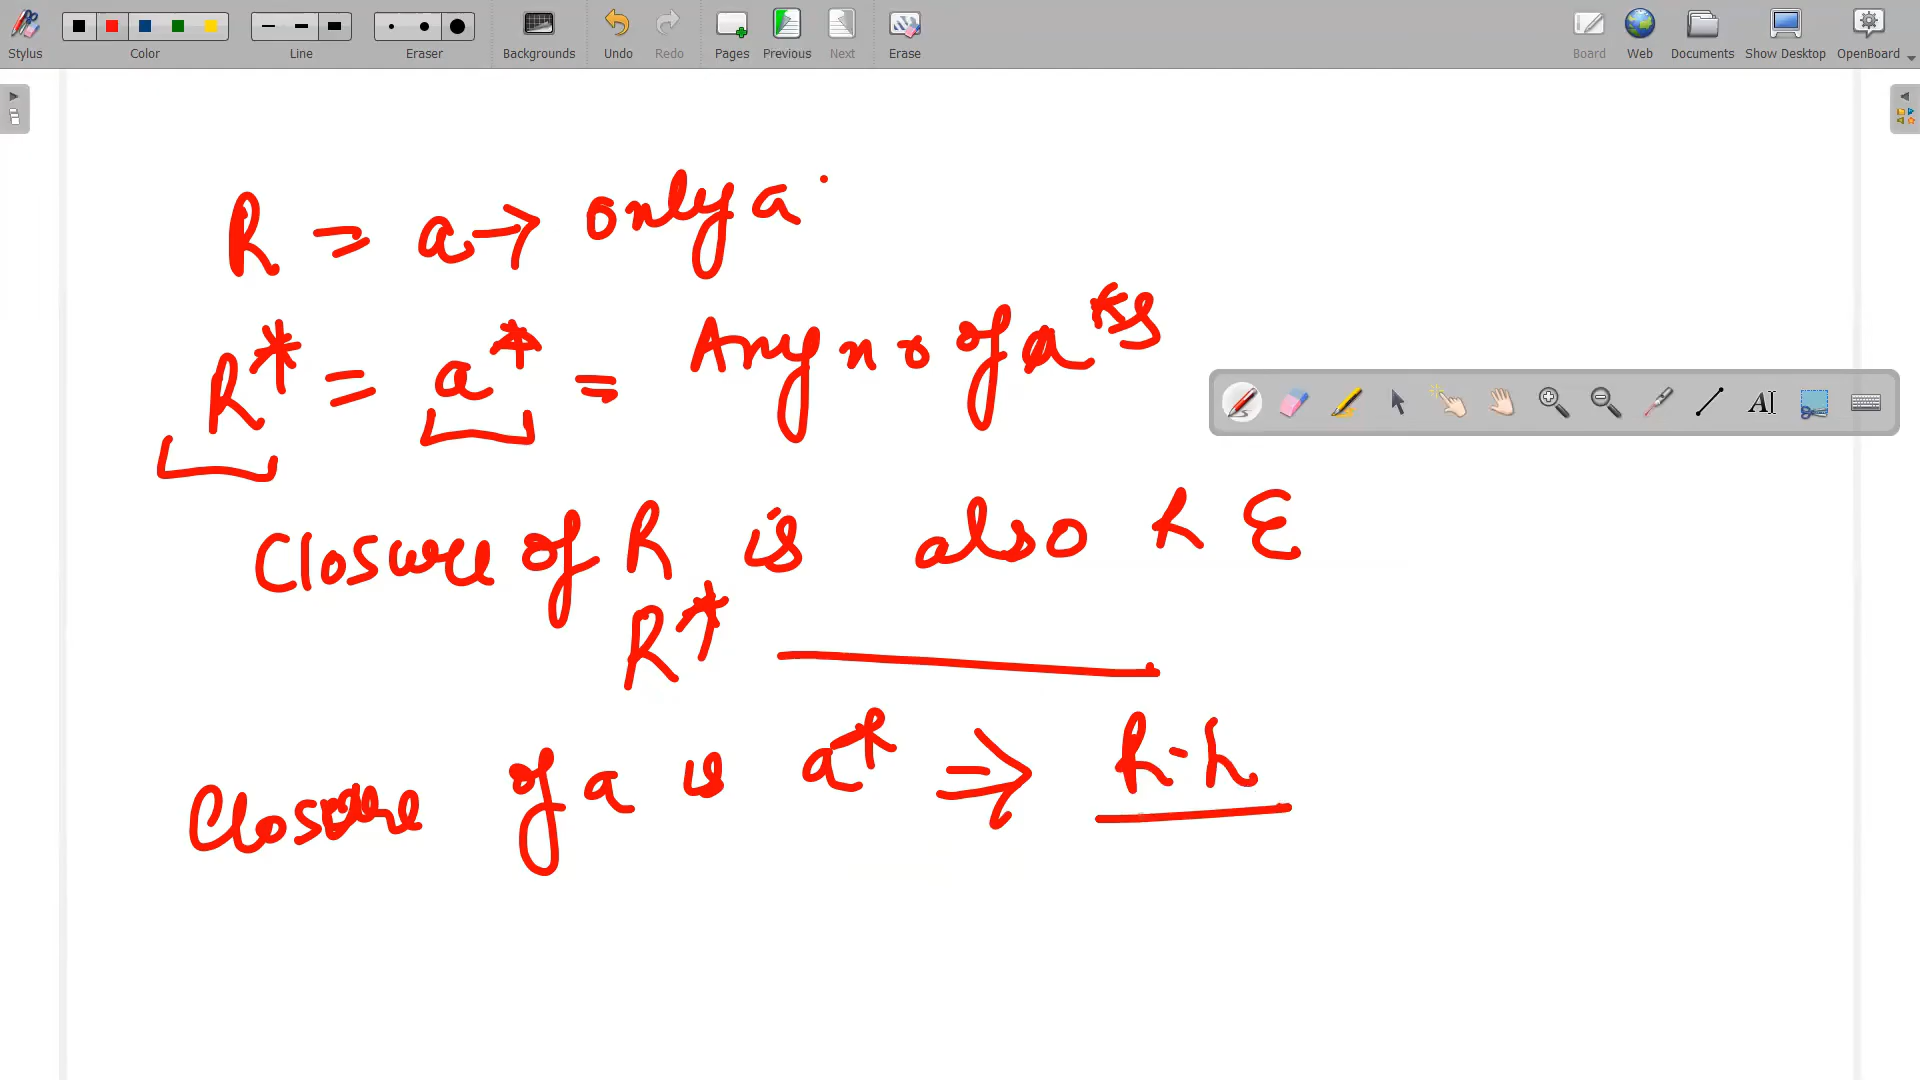 Stylus Color Line Eraser Backgrounds Undo Redo Pages Previous Next Erase Board Web Documents Show Desktop OpenBoard
R = a → only a
R* = a* = Any no of a's
AI
Closure of R is also R E
R*
Closure of a is a* ⇒ R.E